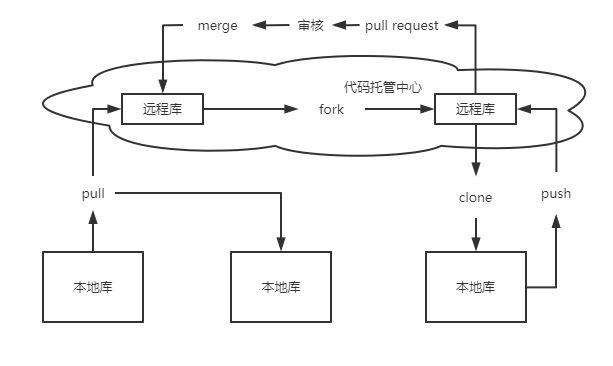 merge
审核
pull request
代码托管中心
远程库
fork
远程库
pull
clone
push
本地库
本地库
本地库